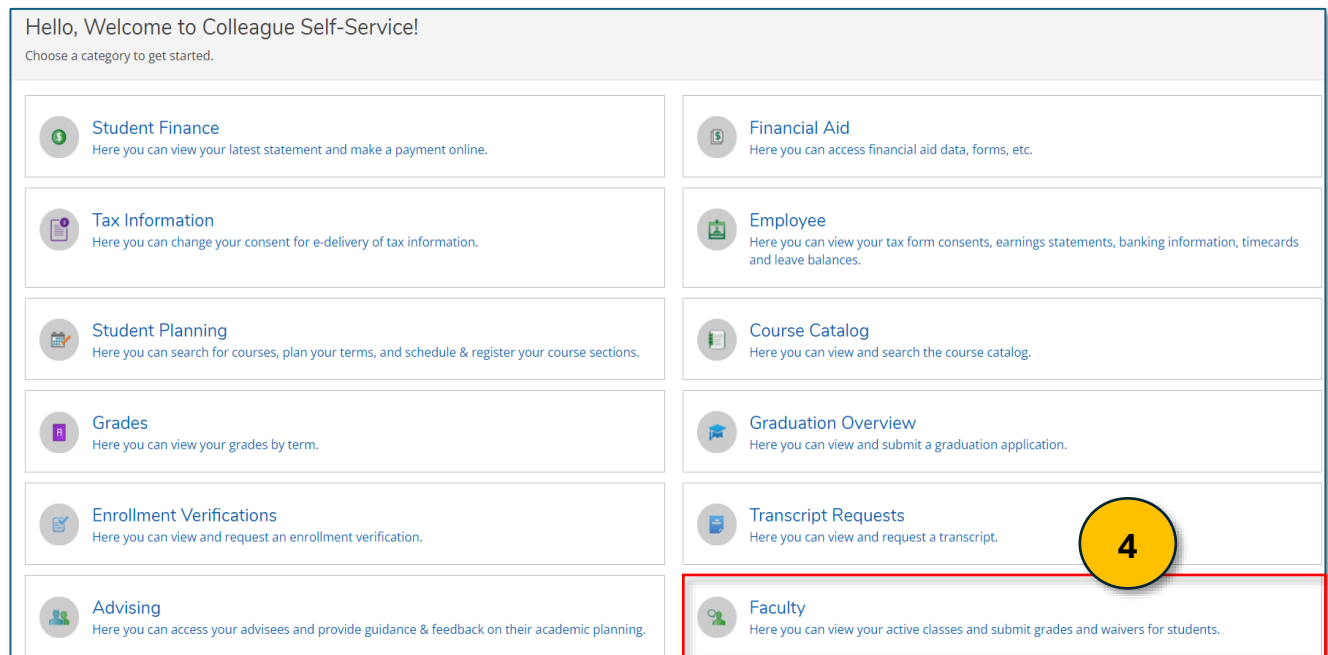 Hello, Welcome to Colleague Self-Service!
Choose a category to get started.
Student Finance
Here you can view your latest statement and make a payment online.
Financial Aid
Here you can access financial aid data, forms, etc.
Tax Information
Here you can change your consent for e-delivery of tax information.
Employee
Here you can view your tax form consents, earnings statements, banking information, timecards
and leave balances.
Student Planning
Here you can search for courses, plan your terms, and schedule & register your course sections.
Course Catalog
Here you can view and search the course catalog.
Grades
Here you can view your grades by term.
Graduation Overview
Here you can view and submit a graduation application.
Enrollment Verifications
Here you can view and request an enrollment verification.
Transcript Requests
Here you can view and request a transcript.
4
Advising
Here you can access your advisees and provide guidance & feedback on their academic planning.
Faculty
Here you can view your active classes and submit grades and waivers for students.